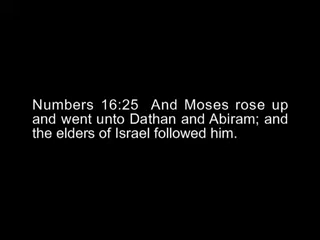 Numbers 16:25  And Moses rose up
and went unto Dathan and Abiram; and
the elders of Israel followed him.